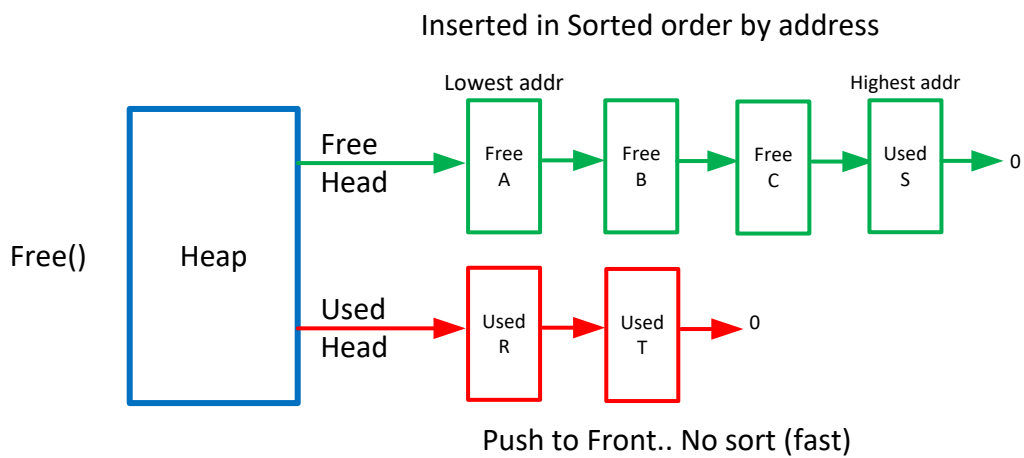 Inserted in Sorted order by address
Lowest addr
Highest addr
Free
Head
Free
A
Free
B
Free
C
Used
S
0
Free()
Heap
Used
Head
Used
R
Used
T
0
Push to Front.. No sort (fast)